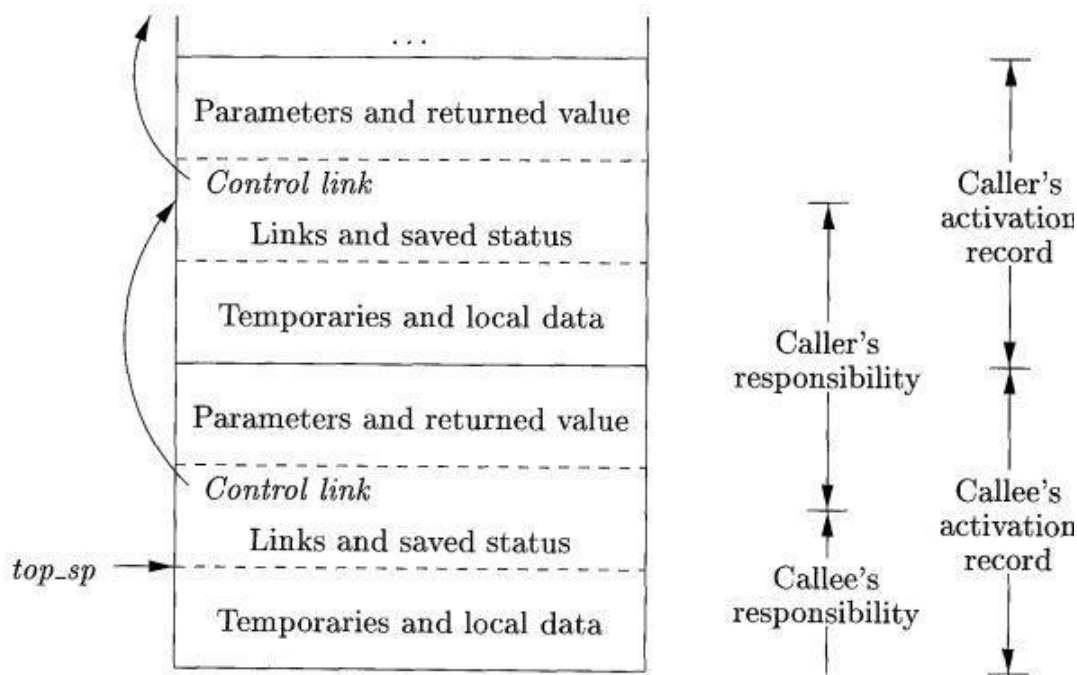 ...
Parameters and returned value
Control link
Links and saved status
Temporaries and local data
Parameters and returned value
Control link
Links and saved status
top_sp
Temporaries and local data
Caller's
responsibility
Callee's
responsibility
Caller's
activation
record
Callee's
activation
record